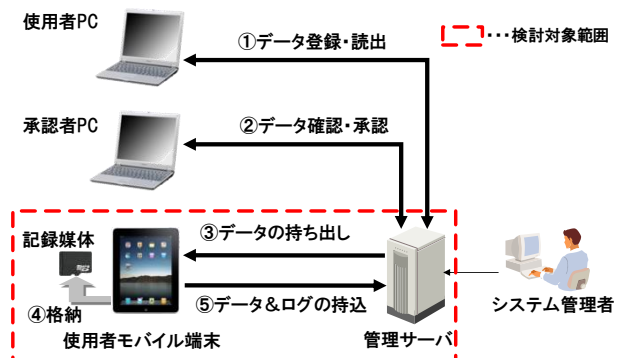 使用者PC
①データ登録・読出
・・・検討対象範囲
承認者PC
②データ確認・承認
記録媒体
③データの持ち出し
④格納
⑤データ&ログの持込
使用者モバイル端末
管理サーバ
システム管理者